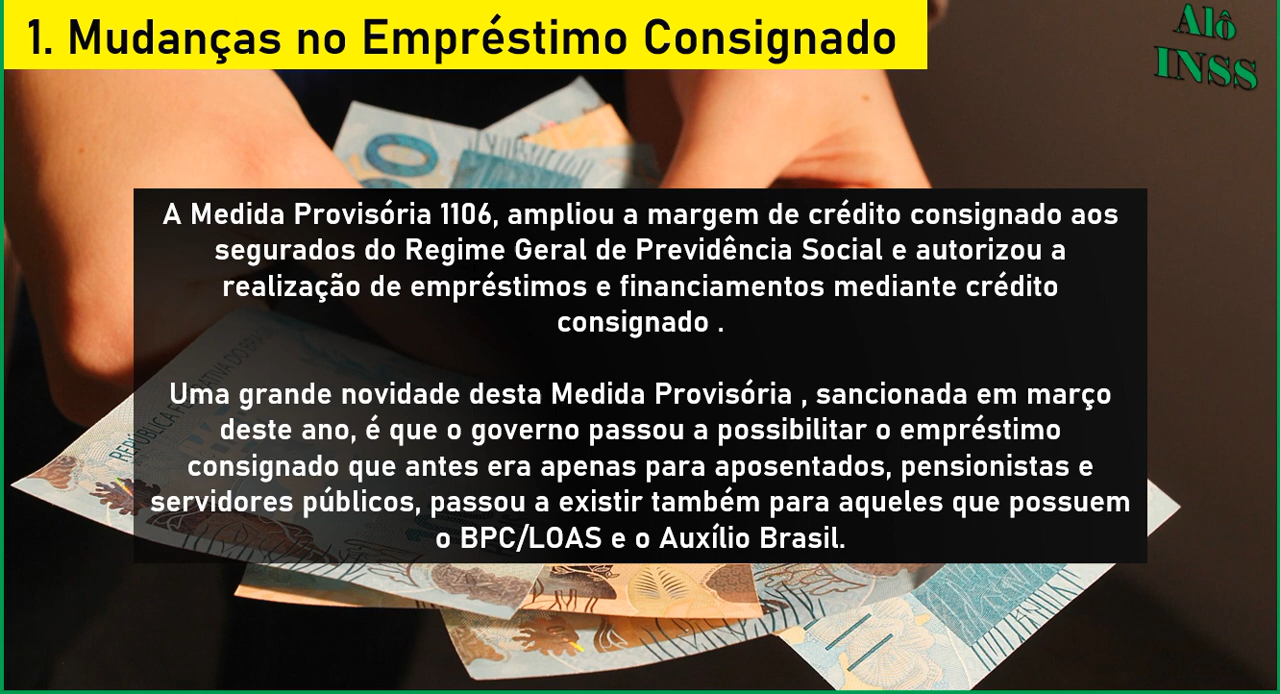 1. Mudanças no Empréstimo Consignado
Alô
INSS
A Medida Provisória 1106, ampliou a margem de crédito consignado aos
segurados do Regime Geral de Previdência Social e autorizou a
realização de empréstimos e financiamentos mediante crédito
consignado .
Uma grande novidade desta Medida Provisória , sancionada em março
deste ano, é que o governo passou a possibilitar o empréstimo
consignado que antes era apenas para aposentados, pensionistas e
servidores públicos, passou a existir também para aqueles que possuem
o BPC/LOAS e o Auxílio Brasil.